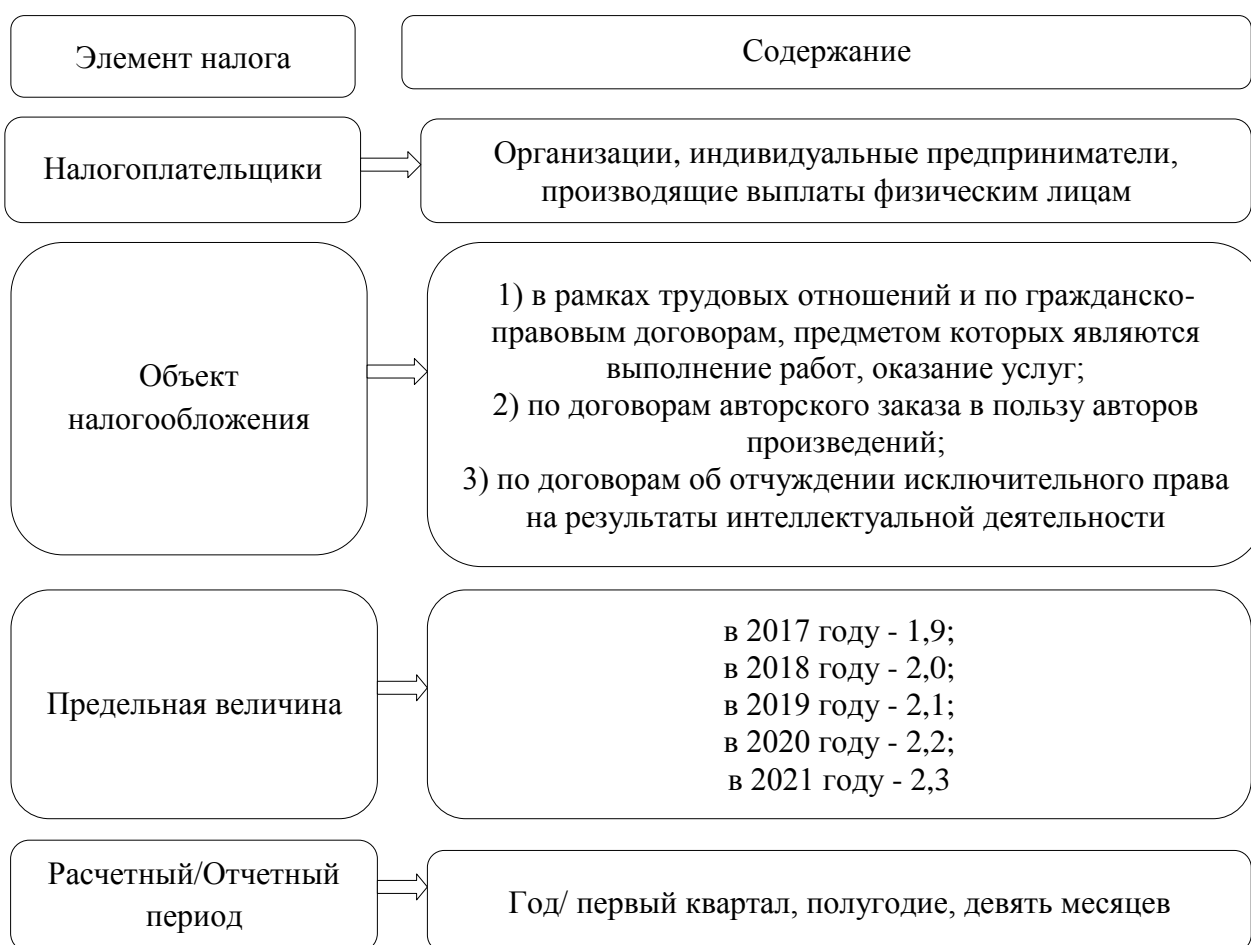 Элемент налога
Содержание
Налогоплательщики
Организации, индивидуальные предприниматели,
производящие выплаты физическим лицам
Объект
налогообложения
1) в рамках трудовых отношений и по гражданско-
правовым договорам, предметом которых являются
выполнение работ, оказание услуг;
2) по договорам авторского заказа в пользу авторов
произведений;
3) по договорам об отчуждении исключительного права
на результаты интеллектуальной деятельности
Предельная величина
в 2017 году - 1,9;
в 2018 году - 2,0;
в 2019 году - 2,1;
в 2020 году - 2,2;
в 2021 году - 2,3
Расчетный/Отчетный
период
Год/ первый квартал, полугодие, девять месяцев